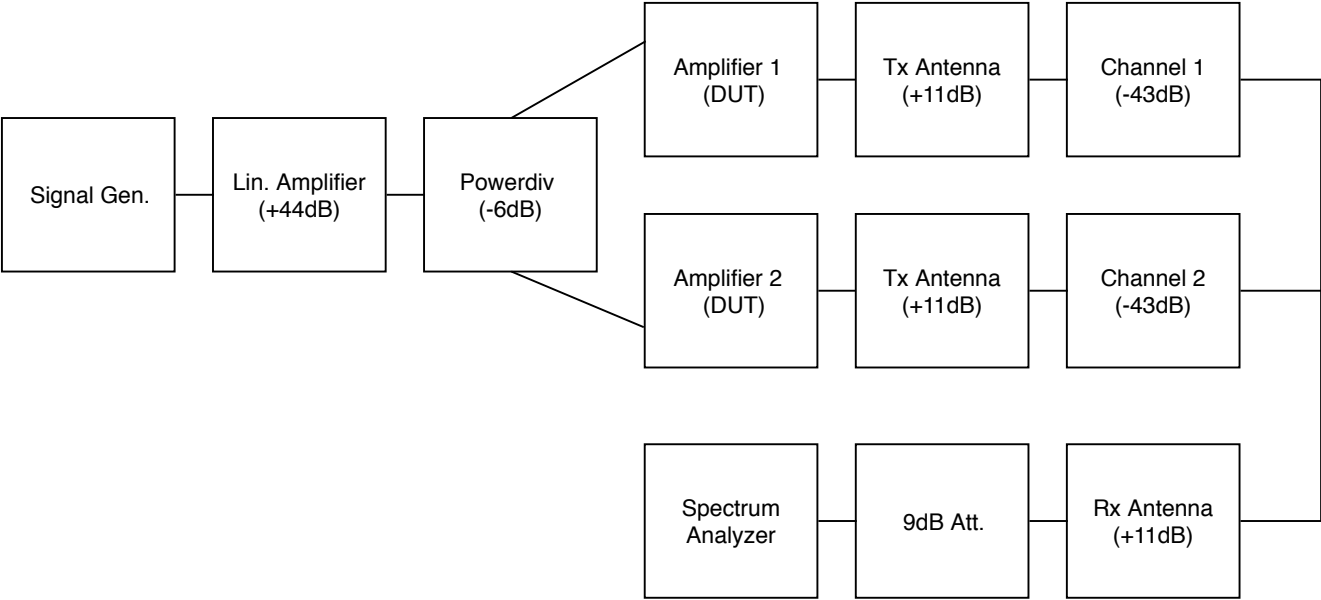 Amplifier 1
(DUT)
Tx Antenna
(+11dB)
Channel 1
(-43dB)
Signal Gen.
Lin. Amplifier
(+44dB)
Powerdiv
(-6dB)
Amplifier 2
(DUT)
Tx Antenna
(+11dB)
Channel 2
(-43dB)
Spectrum
Analyzer
9dB Att.
Rx Antenna
(+11dB)